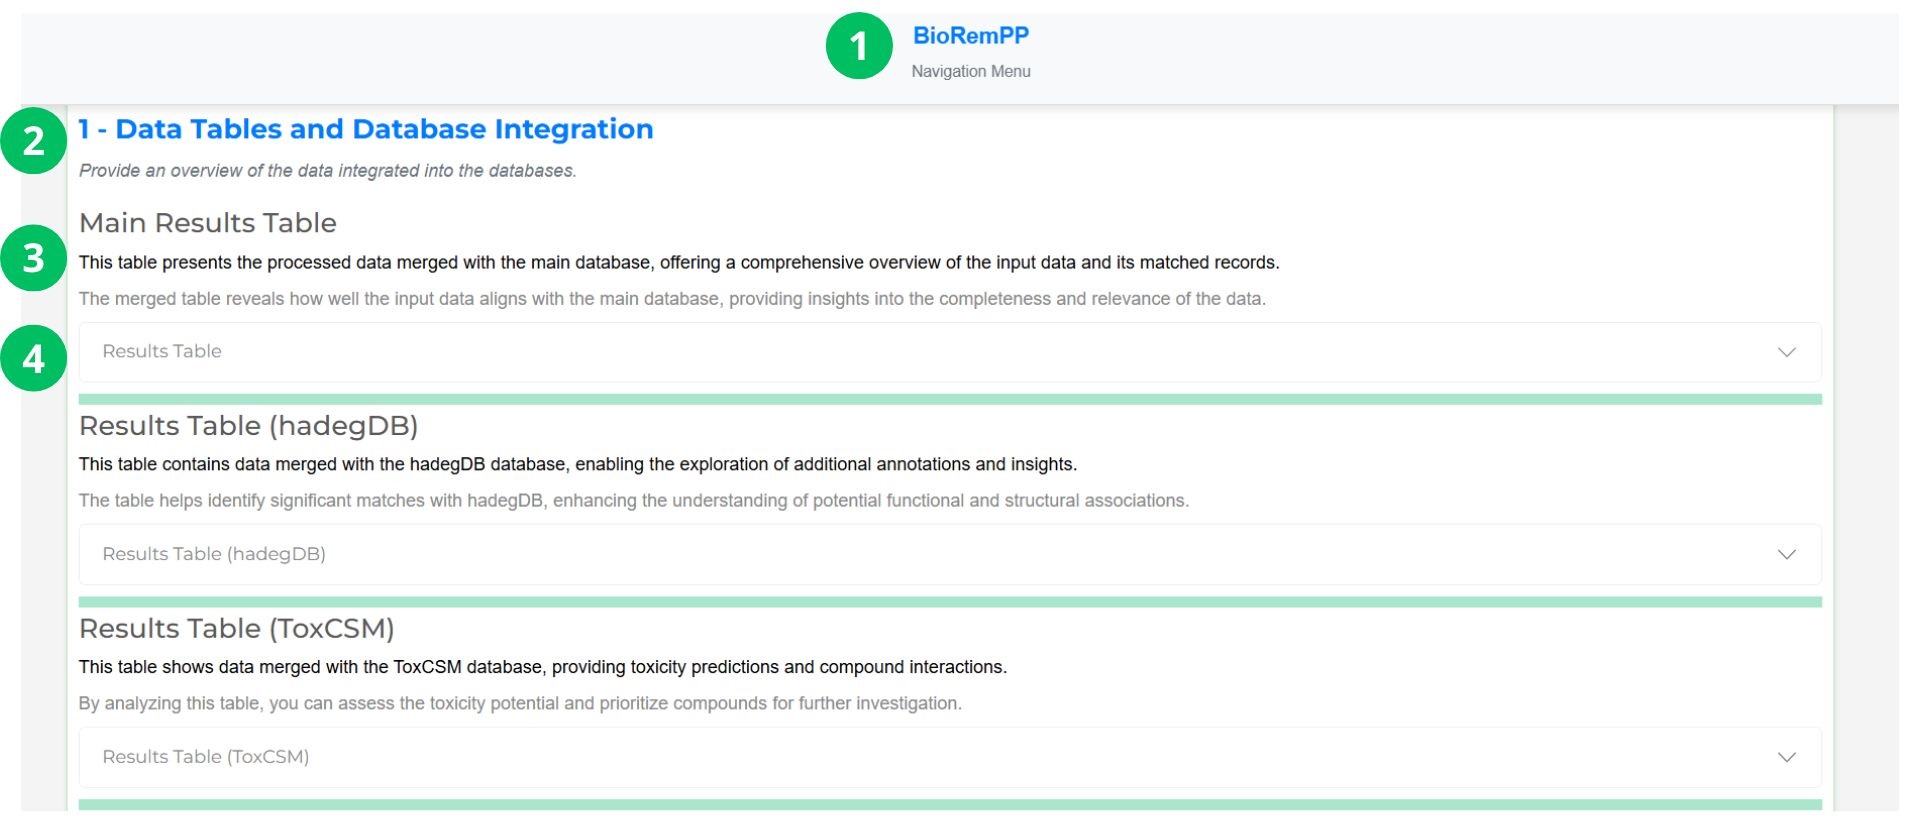 1
BioRemPP
Navigation Menu
2
1 - Data Tables and Database Integration
Provide an overview of the data integrated into the databases.
Main Results Table
3
This table presents the processed data merged with the main database, offering a comprehensive overview of the input data and its matched records.
The merged table reveals how well the input data aligns with the main database, providing insights into the completeness and relevance of the data.
4
Results Table
Results Table (hadegDB)
This table contains data merged with the hadegDB database, enabling the exploration of additional annotations and insights.
The table helps identify significant matches with hadegDB, enhancing the understanding of potential functional and structural associations.
Results Table (hadegDB)
Results Table (ToxCSM)
This table shows data merged with the ToxCSM database, providing toxicity predictions and compound interactions.
By analyzing this table, you can assess the toxicity potential and prioritize compounds for further investigation.
Results Table (ToxCSM)